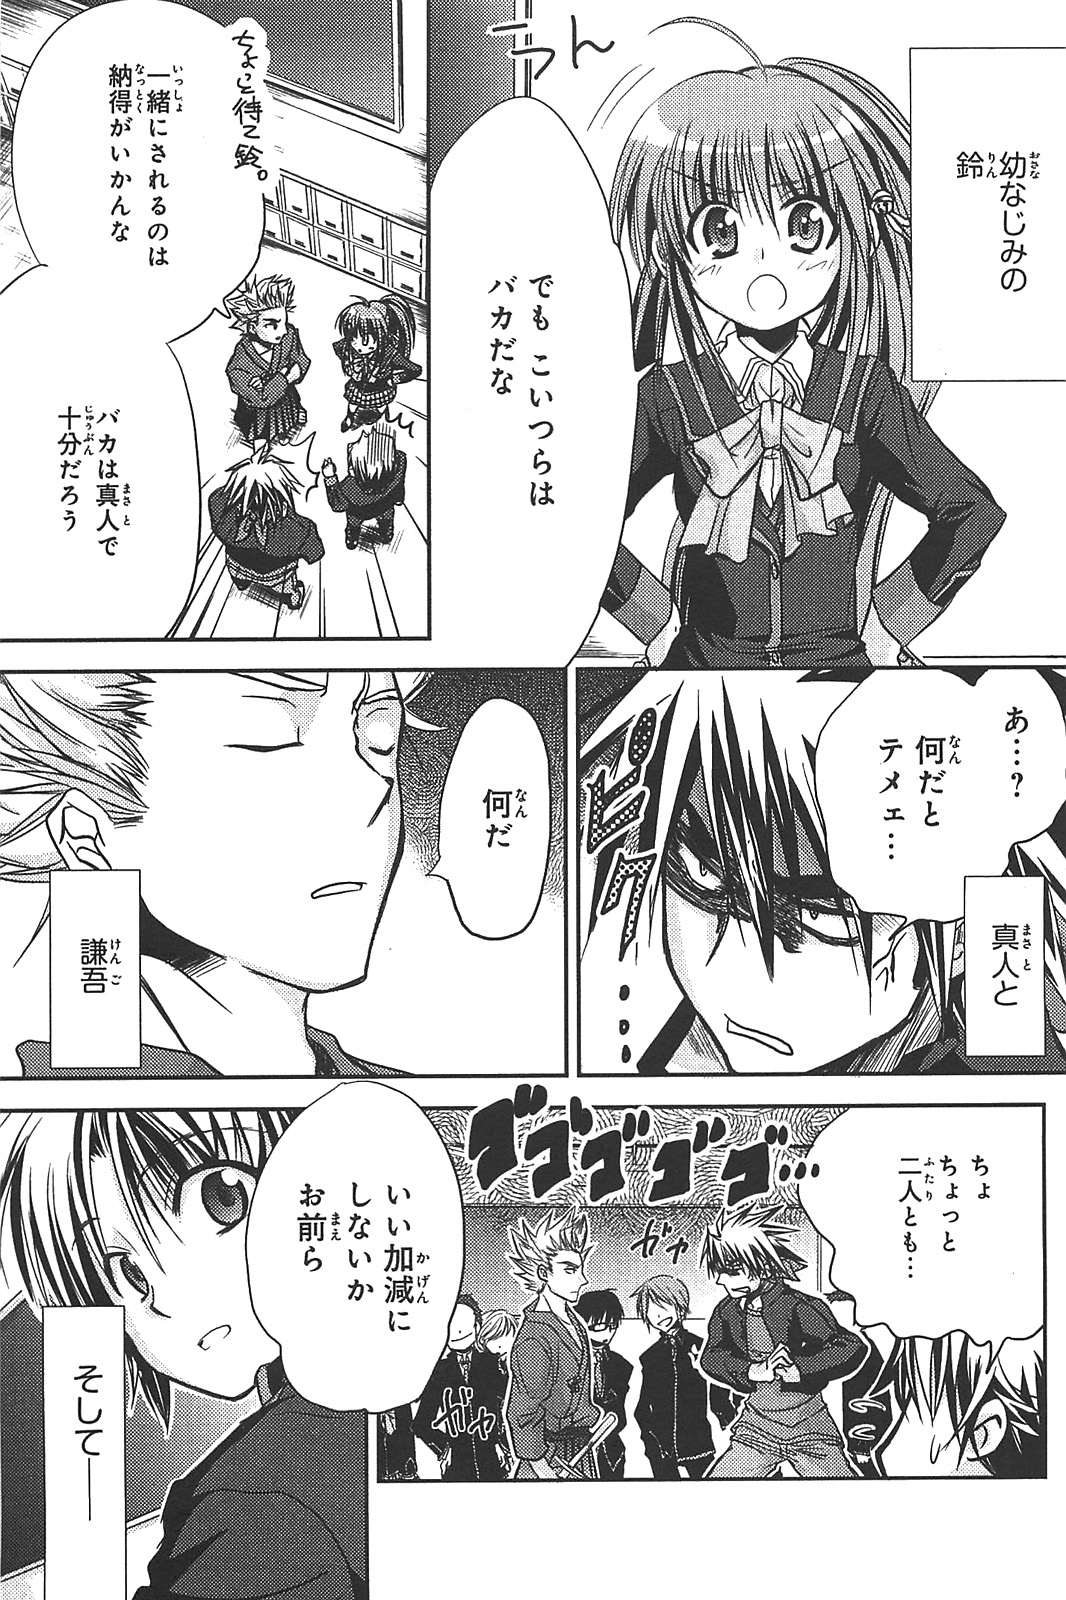 幼なじみの
鈴
うん
でも こいつらは
バカだな
ちょっと待て鈴。
一緒にされるのは
納得がいかんな
バカは真人で
十分だろう
あ…?
何だと
テメェ…
ピク……
真人と
何だ
謙吾
ちょ
ちょっと
二人とも…
ゴゴゴゴゴゴ…
ガヤ
ガヤ
いい加減に
しないか
お前ら
そして――